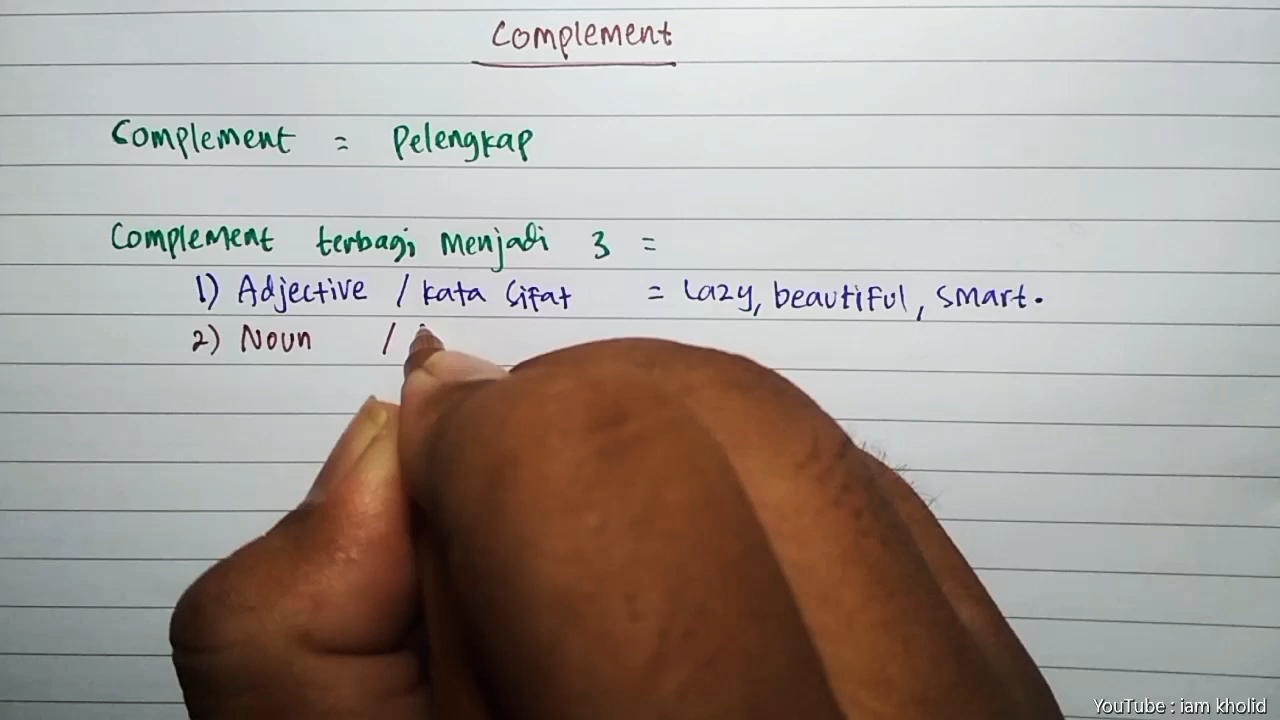 Complement
Complement = Pelengkap
Complement terbagi menjadi 3 =
1) Adjective / kata sifat = Lazy, beautiful, smart.
2) Noun /
YouTube : iam kholid